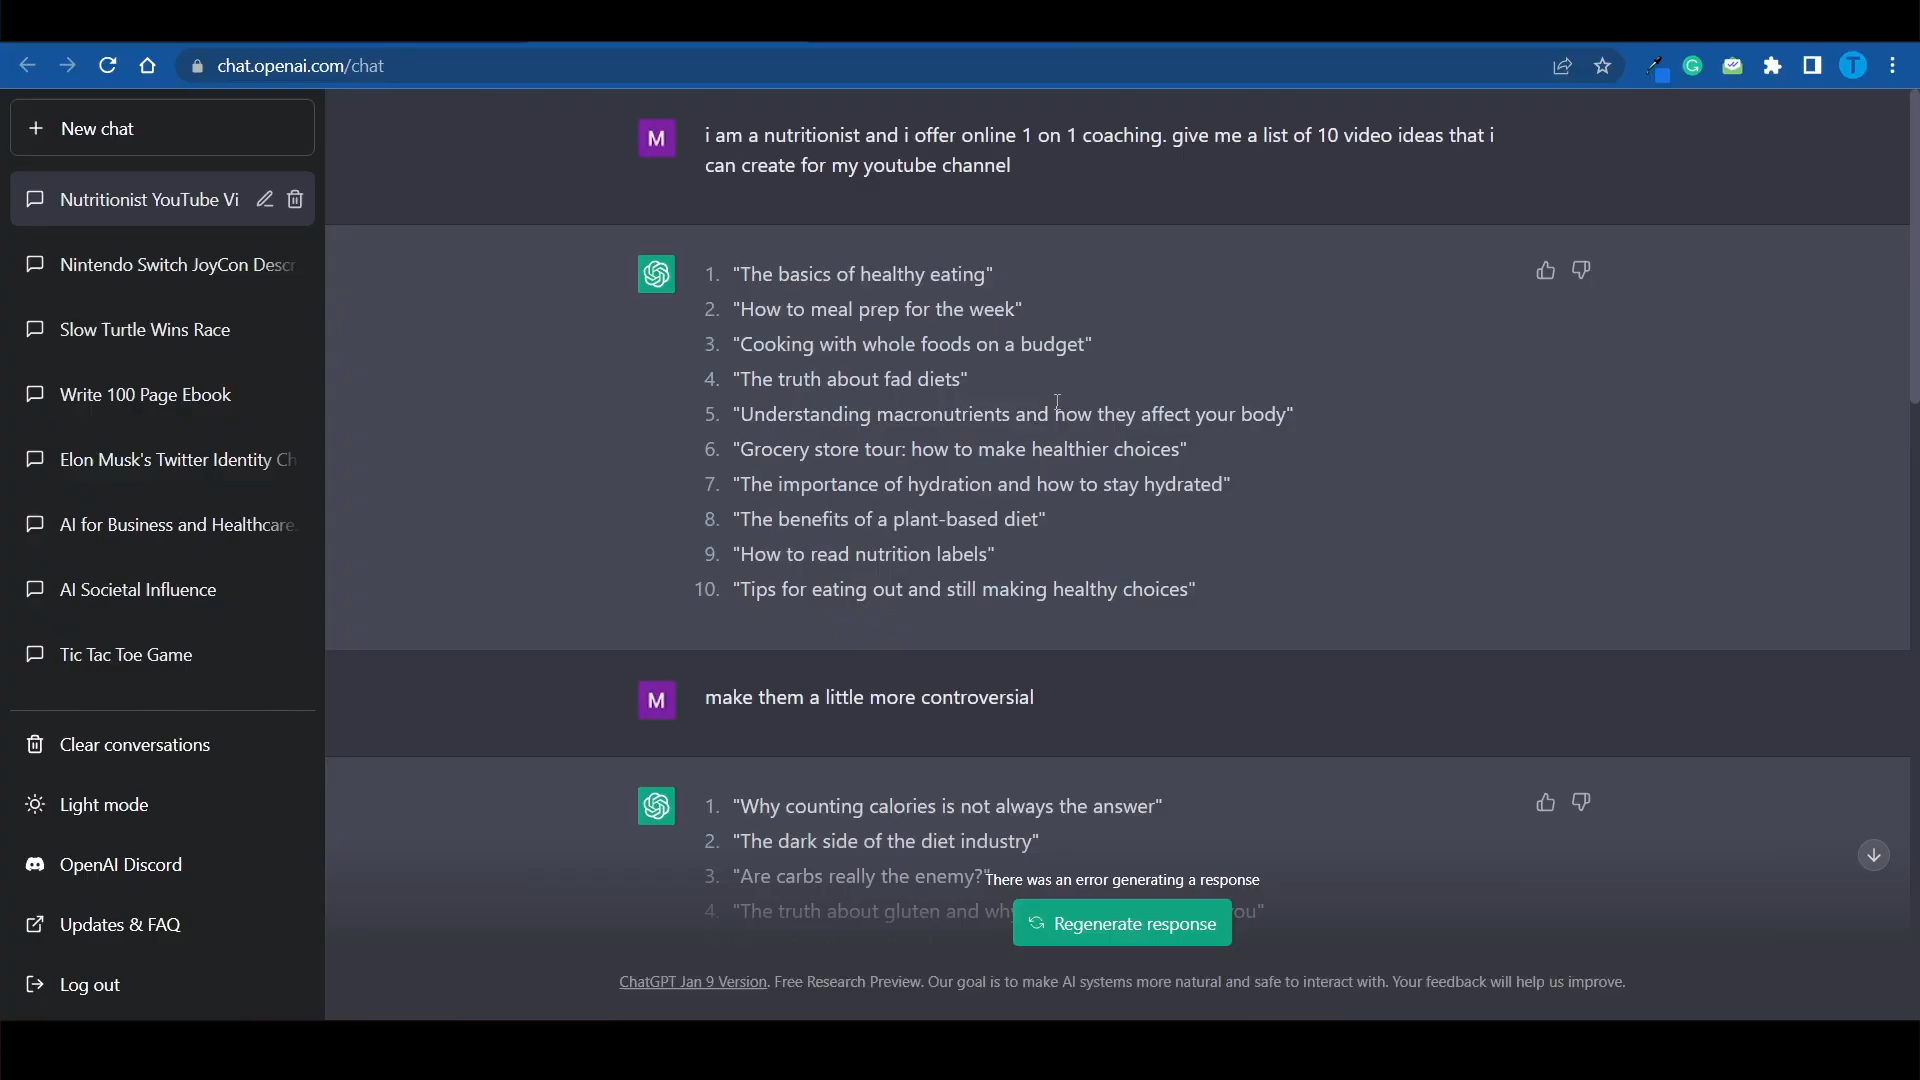 chat.openai.com/chat
T
New chat
Nutritionist YouTube Vi
Nintendo Switch JoyCon Descr
Slow Turtle Wins Race
Write 100 Page Ebook
Elon Musk's Twitter Identity Ch
AI for Business and Healthcare.
AI Societal Influence
Tic Tac Toe Game
Clear conversations
Light mode
OpenAI Discord
Updates & FAQ
Log out
M
i am a nutritionist and i offer online 1 on 1 coaching. give me a list of 10 video ideas that i
can create for my youtube channel
1. "The basics of healthy eating"
2. "How to meal prep for the week"
3. "Cooking with whole foods on a budget"
4. "The truth about fad diets"
5. "Understanding macronutrients and how they affect your body"
6. "Grocery store tour: how to make healthier choices"
7. "The importance of hydration and how to stay hydrated"
8. "The benefits of a plant-based diet"
9. "How to read nutrition labels"
10. "Tips for eating out and still making healthy choices"
M
make them a little more controversial
1. "Why counting calories is not always the answer"
2. "The dark side of the diet industry"
3. "Are carbs really the enemy?"
There was an error generating a response
4. "The truth about gluten and
Regenerate response
ChatGPT Jan 9 Version. Free Research Preview. Our goal is to make AI systems more natural and safe to interact with. Your feedback will help us improve.